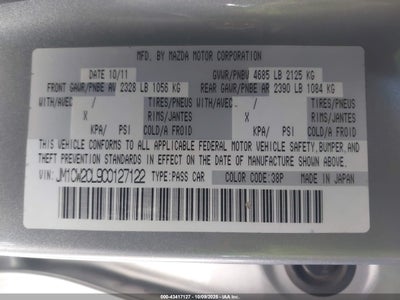 MFD. BY MAZDA MOTOR CORPORATION
DATE 10/11 GVWR/PNBV 4685 LB 2125 KG
FRONT GAWR/PNBE AV 2328 LB 1056 KG REAR GAWR/PNBE AR 2390 LB 1084 KG
WITH/AVEC / TIRES/PNEUS WITH/AVEC / TIRES/PNEUS
X RIMS/JANTES X RIMS/JANTES
KPA/ PSI COLD/A FROID KPA/ PSI COLD/A FROID
THIS VEHICLE CONFORMS TO ALL APPLICABLE FEDERAL MOTOR VEHICLE SAFETY, BUMPER, AND
THEFT PREVENTION STANDARDS IN EFFECT ON THE DATE OF MANUFACTURE SHOWN ABOVE.
VIN: JM1CW2CL9C0127122 TYPE:PASS CAR COLOR CODE:38P MADE IN JAPAN
000-43417127 - 10/09/2025 - IAAI.COM